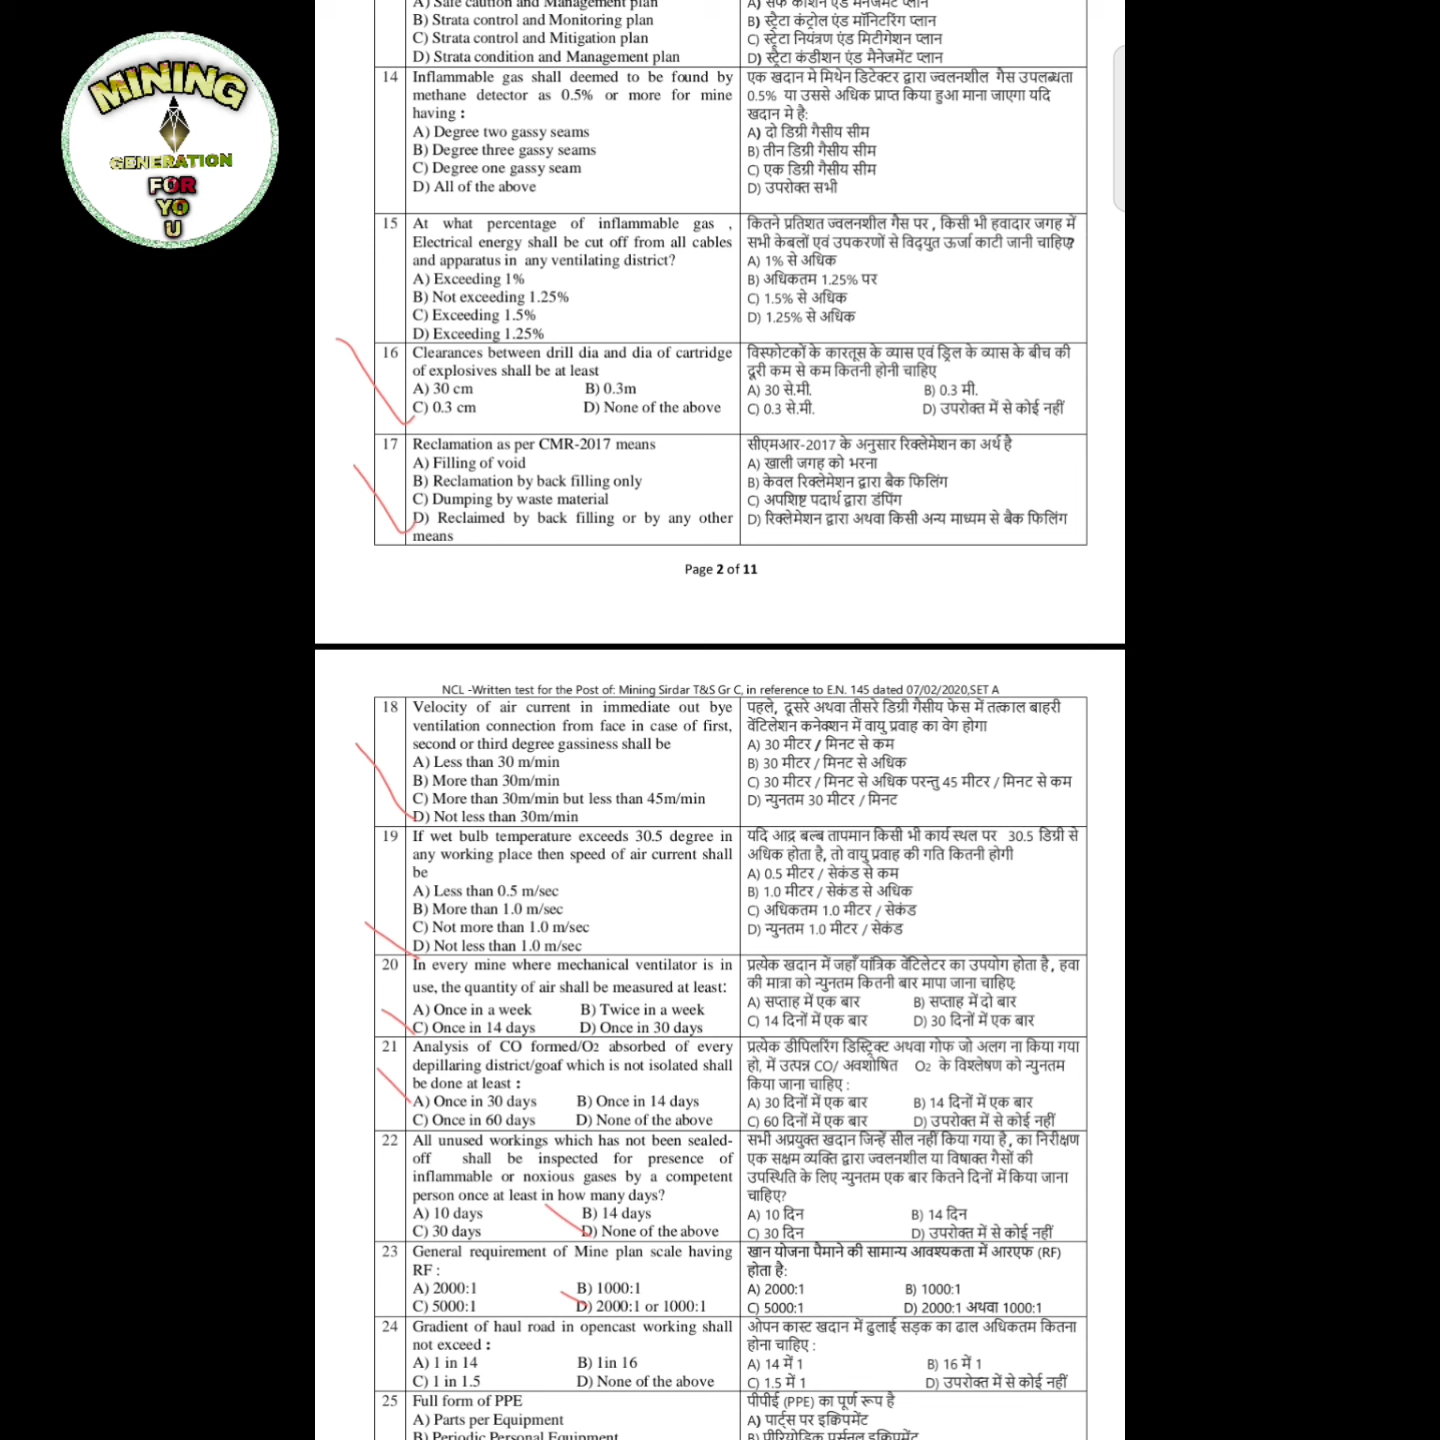 MINING
GENERATION
FOR
YO
U
A) Safe caution and Management plan
B) Strata control and Monitoring plan
C) Strata control and Mitigation plan
D) Strata condition and Management plan
B) स्ट्रैटा कंट्रोल एंड मॉनिटरिंग प्लान
C) स्ट्रेटा नियंत्रण एंड मिटीगेशन प्लान
D) स्ट्रैटा कंडीशन एंड मैनेजमेंट प्लान
14 Inflammable gas shall deemed to be found by
methane detector as 0.5% or more for mine
having :
A) Degree two gassy seams
B) Degree three gassy seams
C) Degree one gassy seam
D) All of the above
एक खदान मे मिथेन डिटेक्टर द्वारा ज्वलनशील गैस उपलब्धता
0.5% या उससे अधिक प्राप्त किया हुआ माना जाएगा यदि
खदान मे है:
A) दो डिग्री गैसीय सीम
B) तीन डिग्री गैसीय सीम
C) एक डिग्री गैसीय सीम
D) उपरोक्त सभी
15 At what percentage of inflammable gas ,
Electrical energy shall be cut off from all cables
and apparatus in any ventilating district?
A) Exceeding 1%
B) Not exceeding 1.25%
C) Exceeding 1.5%
D) Exceeding 1.25%
कितने प्रतिशत ज्वलनशील गैस पर , किसी भी हवादार जगह में
सभी केबलों एवं उपकरणों से विद्युत ऊर्जा काटी जानी चाहिए?
A) 1% से अधिक
B) अधिकतम 1.25% पर
C) 1.5% से अधिक
D) 1.25% से अधिक
16 Clearances between drill dia and dia of cartridge
of explosives shall be at least
A) 30 cm B) 0.3m
C) 0.3 cm D) None of the above
विस्फोटकों के कारतूस के व्यास एवं ड्रिल के व्यास के बीच की
दूरी कम से कम कितनी होनी चाहिए
A) 30 से.मी. B) 0.3 मी.
C) 0.3 से.मी. D) उपरोक्त में से कोई नहीं
17 Reclamation as per CMR-2017 means
A) Filling of void
B) Reclamation by back filling only
C) Dumping by waste material
D) Reclaimed by back filling or by any other
means
सीएमआर-2017 के अनुसार रिक्लेमेशन का अर्थ है
A) खाली जगह को भरना
B) केवल रिक्लेमेशन द्वारा बैक फिलिंग
C) अपशिष्ट पदार्थ द्वारा डंपिंग
D) रिक्लेमेशन द्वारा अथवा किसी अन्य माध्यम से बैक फिलिंग
Page 2 of 11
NCL -Written test for the Post of: Mining Sirdar T&S Gr C, in reference to E.N. 145 dated 07/02/2020,SET A
18 Velocity of air current in immediate out bye
ventilation connection from face in case of first,
second or third degree gassiness shall be
A) Less than 30 m/min
B) More than 30m/min
C) More than 30m/min but less than 45m/min
D) Not less than 30m/min
पहले, दूसरे अथवा तीसरे डिग्री गैसीय फेस में तत्काल बाहरी
वेंटिलेशन कनेक्शन में वायु प्रवाह का वेग होगा
A) 30 मीटर / मिनट से कम
B) 30 मीटर / मिनट से अधिक
C) 30 मीटर / मिनट से अधिक परन्तु 45 मीटर / मिनट से कम
D) न्युनतम 30 मीटर / मिनट
19 If wet bulb temperature exceeds 30.5 degree in
any working place then speed of air current shall
be
A) Less than 0.5 m/sec
B) More than 1.0 m/sec
C) Not more than 1.0 m/sec
D) Not less than 1.0 m/sec
यदि आद्र बल्ब तापमान किसी भी कार्य स्थल पर 30.5 डिग्री से
अधिक होता है, तो वायु प्रवाह की गति कितनी होगी
A) 0.5 मीटर / सेकंड से कम
B) 1.0 मीटर / सेकंड से अधिक
C) अधिकतम 1.0 मीटर / सेकंड
D) न्युनतम 1.0 मीटर / सेकंड
20 In every mine where mechanical ventilator is in
use, the quantity of air shall be measured at least:
A) Once in a week B) Twice in a week
C) Once in 14 days D) Once in 30 days
प्रत्येक खदान में जहाँ यांत्रिक वेंटिलेटर का उपयोग होता है , हवा
की मात्रा को न्युनतम कितनी बार मापा जाना चाहिए:
A) सप्ताह में एक बार B) सप्ताह में दो बार
C) 14 दिनों में एक बार D) 30 दिनों में एक बार
21 Analysis of CO formed/O2 absorbed of every
depillaring district/goaf which is not isolated shall
be done at least :
A) Once in 30 days B) Once in 14 days
C) Once in 60 days D) None of the above
प्रत्येक डीपिलरिंग डिस्ट्रिक्ट अथवा गोफ जो अलग ना किया गया
हो, में उत्पन्न CO/ अवशोषित O2 के विश्लेषण को न्युनतम
किया जाना चाहिए :
A) 30 दिनों में एक बार B) 14 दिनों में एक बार
C) 60 दिनों में एक बार D) उपरोक्त में से कोई नहीं
22 All unused workings which has not been sealed-
off shall be inspected for presence of
inflammable or noxious gases by a competent
person once at least in how many days?
A) 10 days B) 14 days
C) 30 days D) None of the above
सभी अप्रयुक्त खदान जिन्हें सील नहीं किया गया है , का निरीक्षण
एक सक्षम व्यक्ति द्वारा ज्वलनशील या विषाक्त गैसों की
उपस्थिति के लिए न्युनतम एक बार कितने दिनों में किया जाना
चाहिए?
A) 10 दिन B) 14 दिन
C) 30 दिन D) उपरोक्त में से कोई नहीं
23 General requirement of Mine plan scale having
RF :
A) 2000:1 B) 1000:1
C) 5000:1 D) 2000:1 or 1000:1
खान योजना पैमाने की सामान्य आवश्यकता में आरएफ (RF)
होता है:
A) 2000:1 B) 1000:1
C) 5000:1 D) 2000:1 अथवा 1000:1
24 Gradient of haul road in opencast working shall
not exceed :
A) 1 in 14 B) 1in 16
C) 1 in 1.5 D) None of the above
ओपन कास्ट खदान में ढुलाई सड़क का ढाल अधिकतम कितना
होना चाहिए :
A) 14 में 1 B) 16 में 1
C) 1.5 में 1 D) उपरोक्त में से कोई नहीं
25 Full form of PPE
A) Parts per Equipment
B) Periodic Personal Equipment
पीपीई (PPE) का पूर्ण रूप है
A) पार्ट्स पर इक्विपमेंट
B) पीरियोडिक पर्सनल इक्विपमेंट